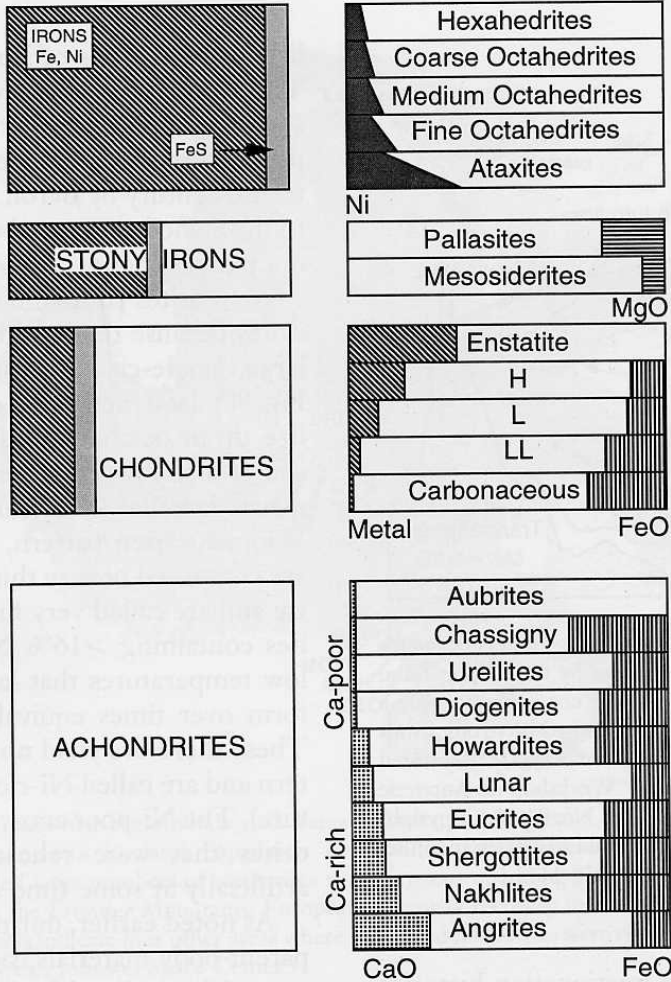 IRONS
Fe, Ni
FeS
Hexahedrites
Coarse Octahedrites
Medium Octahedrites
Fine Octahedrites
Ataxites
Ni
STONY IRONS
Pallasites
Mesosiderites
MgO
CHONDRITES
Enstatite
H
L
LL
Carbonaceous
Metal
FeO
ACHONDRITES
Ca-poor
Ca-rich
Aubrites
Chassigny
Ureilites
Diogenites
Howardites
Lunar
Eucrites
Shergottites
Nakhlites
Angrites
CaO
FeO